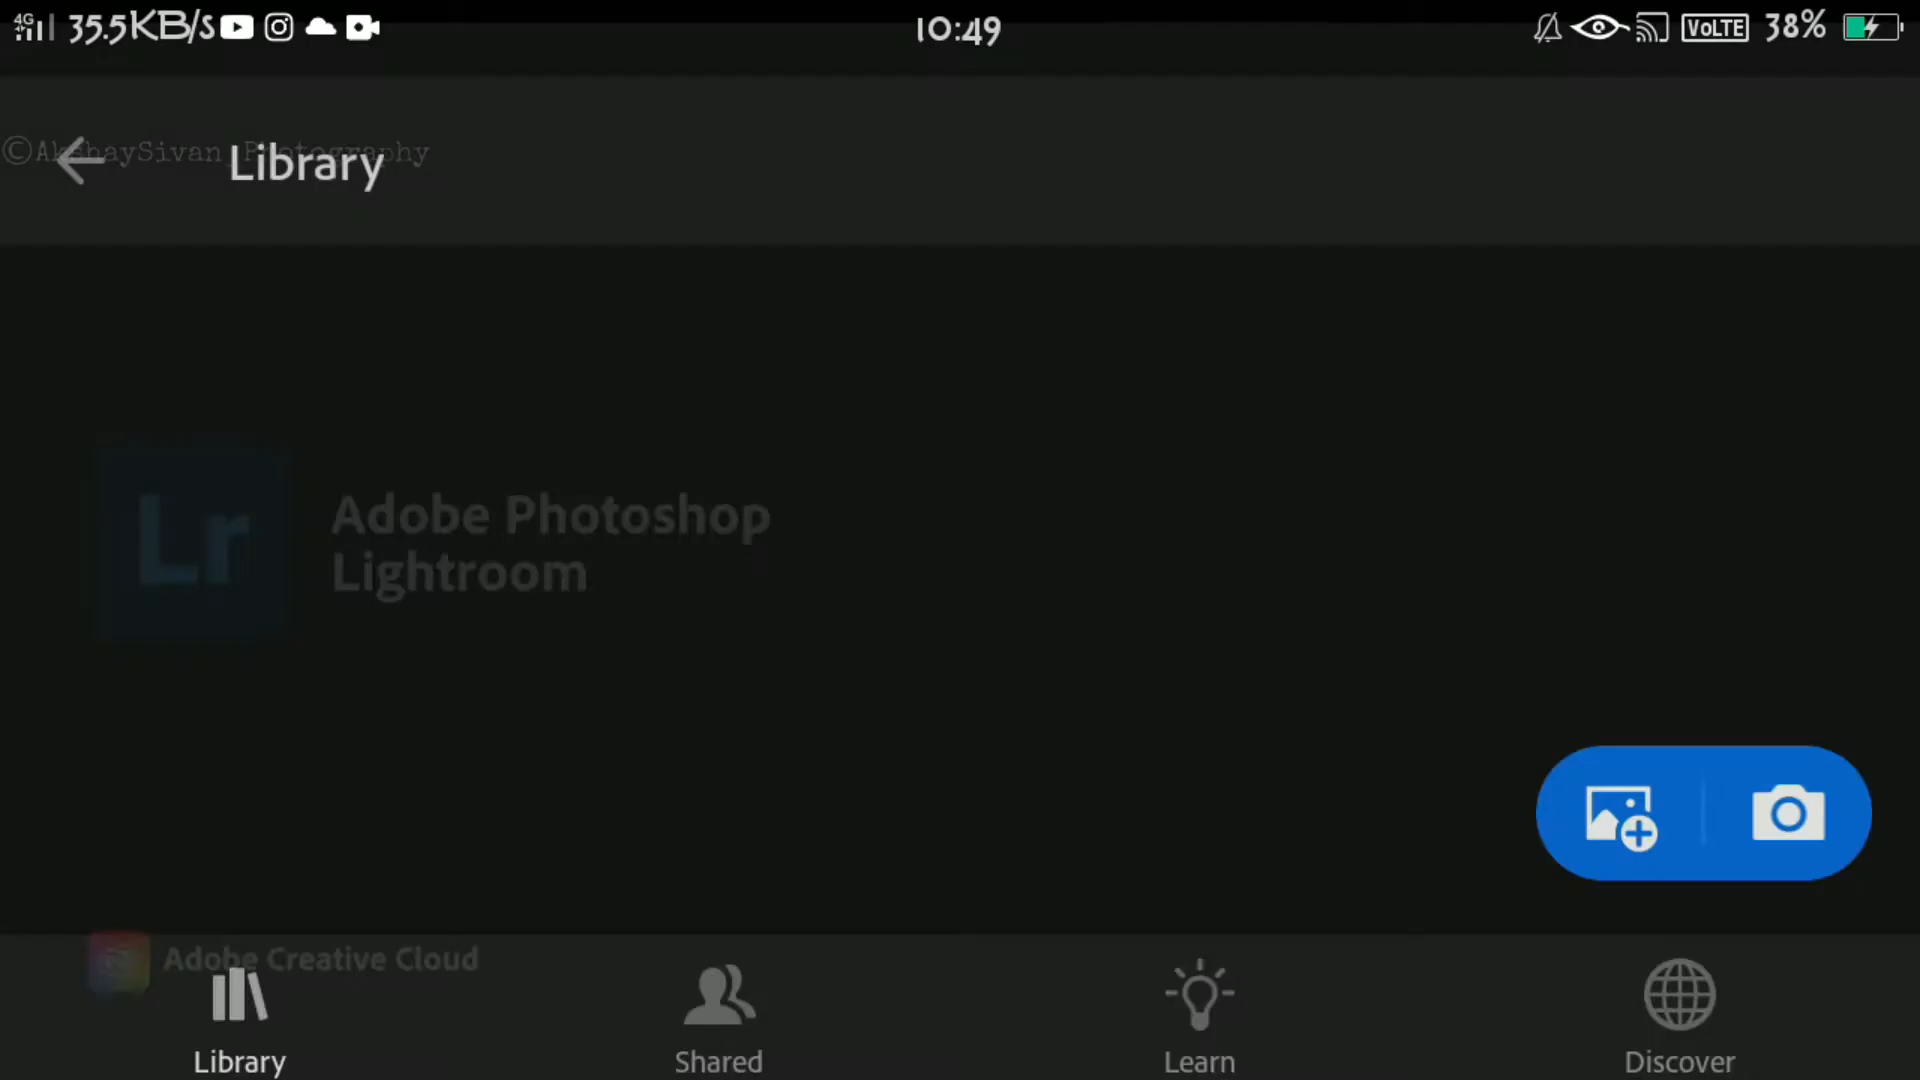 4G 35.5KB/s 10:49 VoLTE 38%
©AkshaySivan Photography
Library
Lr Adobe Photoshop
Lightroom
Adobe Creative Cloud
Library Shared Learn Discover